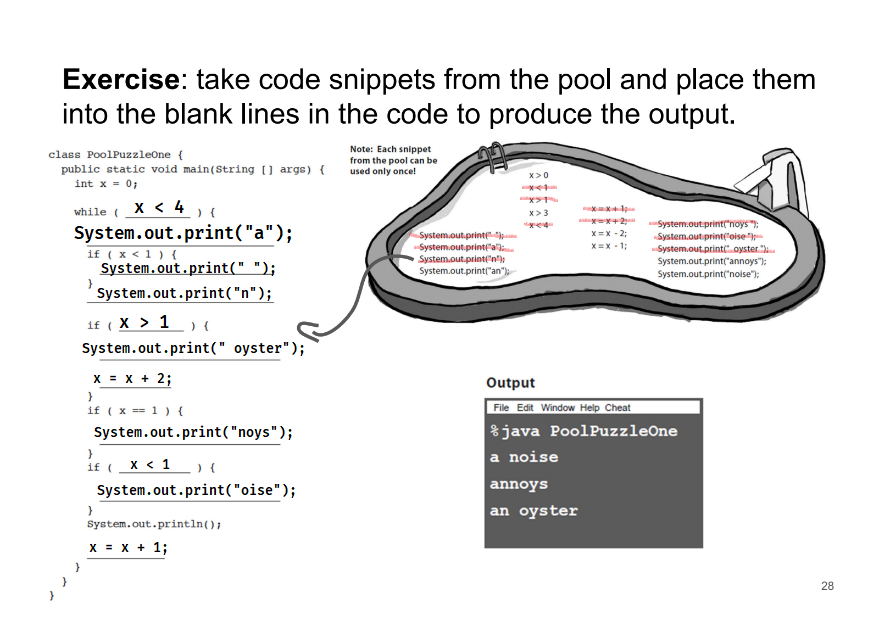 Exercise: take code snippets from the pool and place them
into the blank lines in the code to produce the output.
class PoolPuzzleOne {
public static void main(String [] args) {
int x = 0;
while ( x < 4 ) {
System.out.print("a");
if ( x < 1 ) {
System.out.print(" ");
}
System.out.print("n");
if ( x > 1 ) {
System.out.print(" oyster");
x = x + 2;
}
if ( x == 1 ) {
System.out.print("noys");
}
if ( x < 1 ) {
System.out.print("oise");
}
System.out.println();
x = x + 1;
}
}
}
Note: Each snippet
from the pool can be
used only once!
x > 0
x < 1
x > 1
x > 3
x < 4
System.out.print(" ");
System.out.print("a");
System.out.print("n");
System.out.print("an");
x = x + 1;
x = x + 2;
x = x - 2;
x = x - 1;
System.out.print("noys ");
System.out.print("oise ");
System.out.print(" oyster ");
System.out.print("annoys");
System.out.print("noise");
Output
File Edit Window Help Cheat
%java PoolPuzzleOne
a noise
annoys
an oyster
28